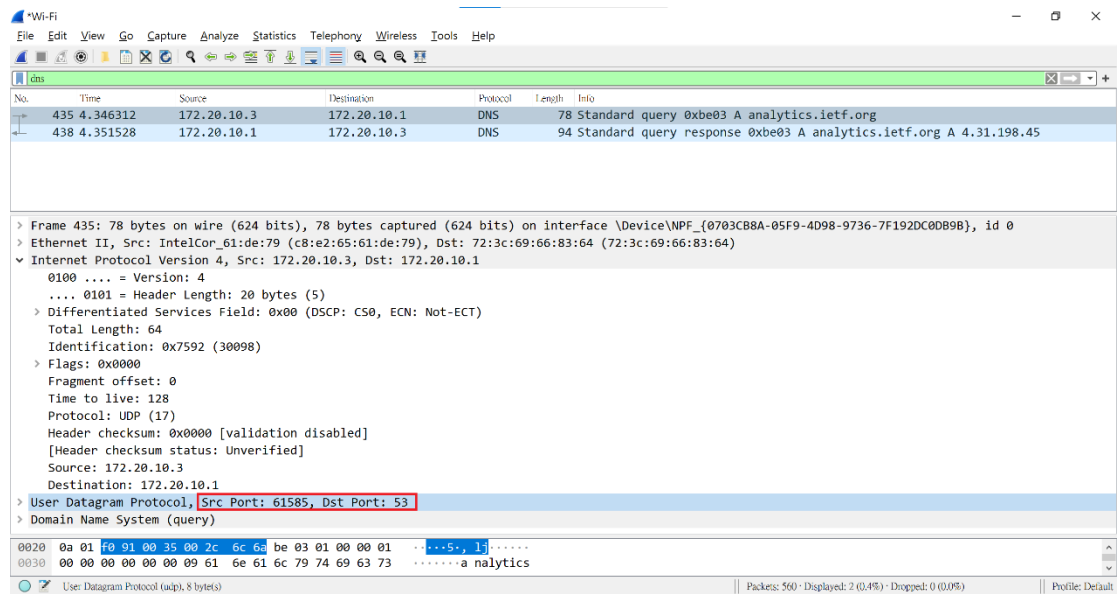 *Wi-Fi
File Edit View Go Capture Analyze Statistics Telephony Wireless Tools Help
dns
No. Time Source Destination Protocol Length Info
435 4.346312 172.20.10.3 172.20.10.1 DNS 78 Standard query 0xbe03 A analytics.ietf.org
438 4.351528 172.20.10.1 172.20.10.3 DNS 94 Standard query response 0xbe03 A analytics.ietf.org A 4.31.198.45
Frame 435: 78 bytes on wire (624 bits), 78 bytes captured (624 bits) on interface \Device\NPF_{0703CB8A-05F9-4D98-9736-7F192DC0DB9B}, id 0
Ethernet II, Src: IntelCor_61:de:79 (c8:e2:65:61:de:79), Dst: 72:3c:69:66:83:64 (72:3c:69:66:83:64)
Internet Protocol Version 4, Src: 172.20.10.3, Dst: 172.20.10.1
0100 .... = Version: 4
.... 0101 = Header Length: 20 bytes (5)
Differentiated Services Field: 0x00 (DSCP: CS0, ECN: Not-ECT)
Total Length: 64
Identification: 0x7592 (30098)
Flags: 0x0000
Fragment offset: 0
Time to live: 128
Protocol: UDP (17)
Header checksum: 0x0000 [validation disabled]
[Header checksum status: Unverified]
Source: 172.20.10.3
Destination: 172.20.10.1
User Datagram Protocol, Src Port: 61585, Dst Port: 53
Domain Name System (query)
0020 0a 01 f0 91 00 35 00 2c 6c 6a be 03 01 00 00 01 ·····5·, lj······
0030 00 00 00 00 00 00 09 61 6e 61 6c 79 74 69 63 73 ·······a nalytics
User Datagram Protocol (udp), 8 byte(s) Packets: 560 · Displayed: 2 (0.4%) · Dropped: 0 (0.0%) Profile: Default